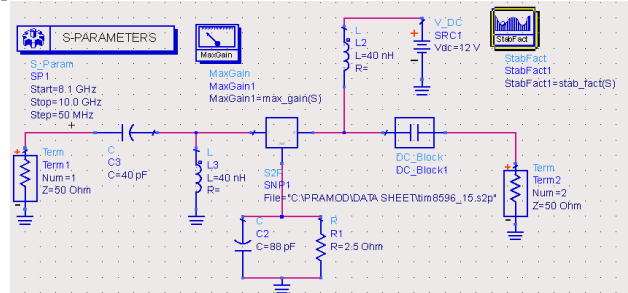 S-PARAMETERS
S_Param
SP1
Start=8.1 GHz
Stop=10.0 GHz
Step=50 MHz
MaxGain
MaxGain
MaxGain1
MaxGain1=max_gain(S)
L
L2
L=40 nH
R=
V_DC
SRC1
Vdc=12 V
StabFact
StabFact
StabFact1
StabFact1=stab_fact(S)
Term
Term1
Num=1
Z=50 Ohm
C
C3
C=40 pF
L
L3
L=40 nH
R=
S2P
SNP1
File="C:\PRAMOD\DATA SHEET\tim8596_15.s2p"
DC_Block
DC_Block1
Term
Term2
Num=2
Z=50 Ohm
C
C2
C=88 pF
R
R1
R=2.5 Ohm